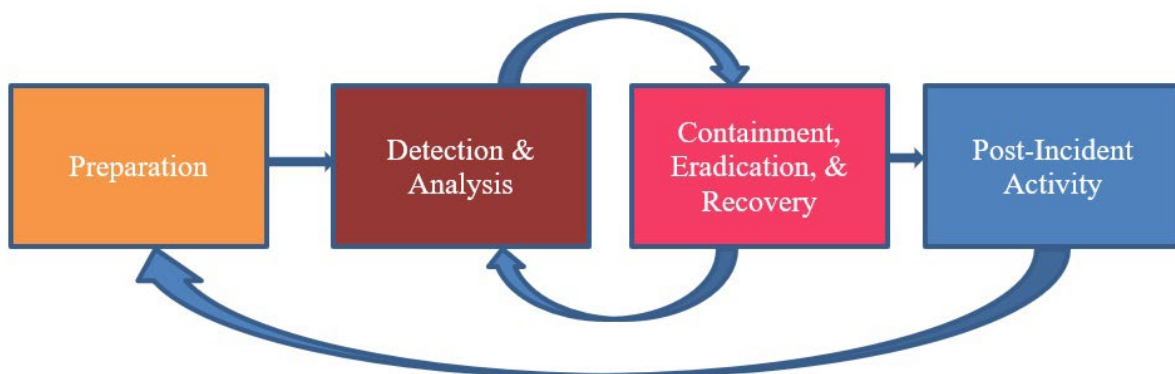 Preparation
Detection &
Analysis
Containment,
Eradication, &
Recovery
Post-Incident
Activity